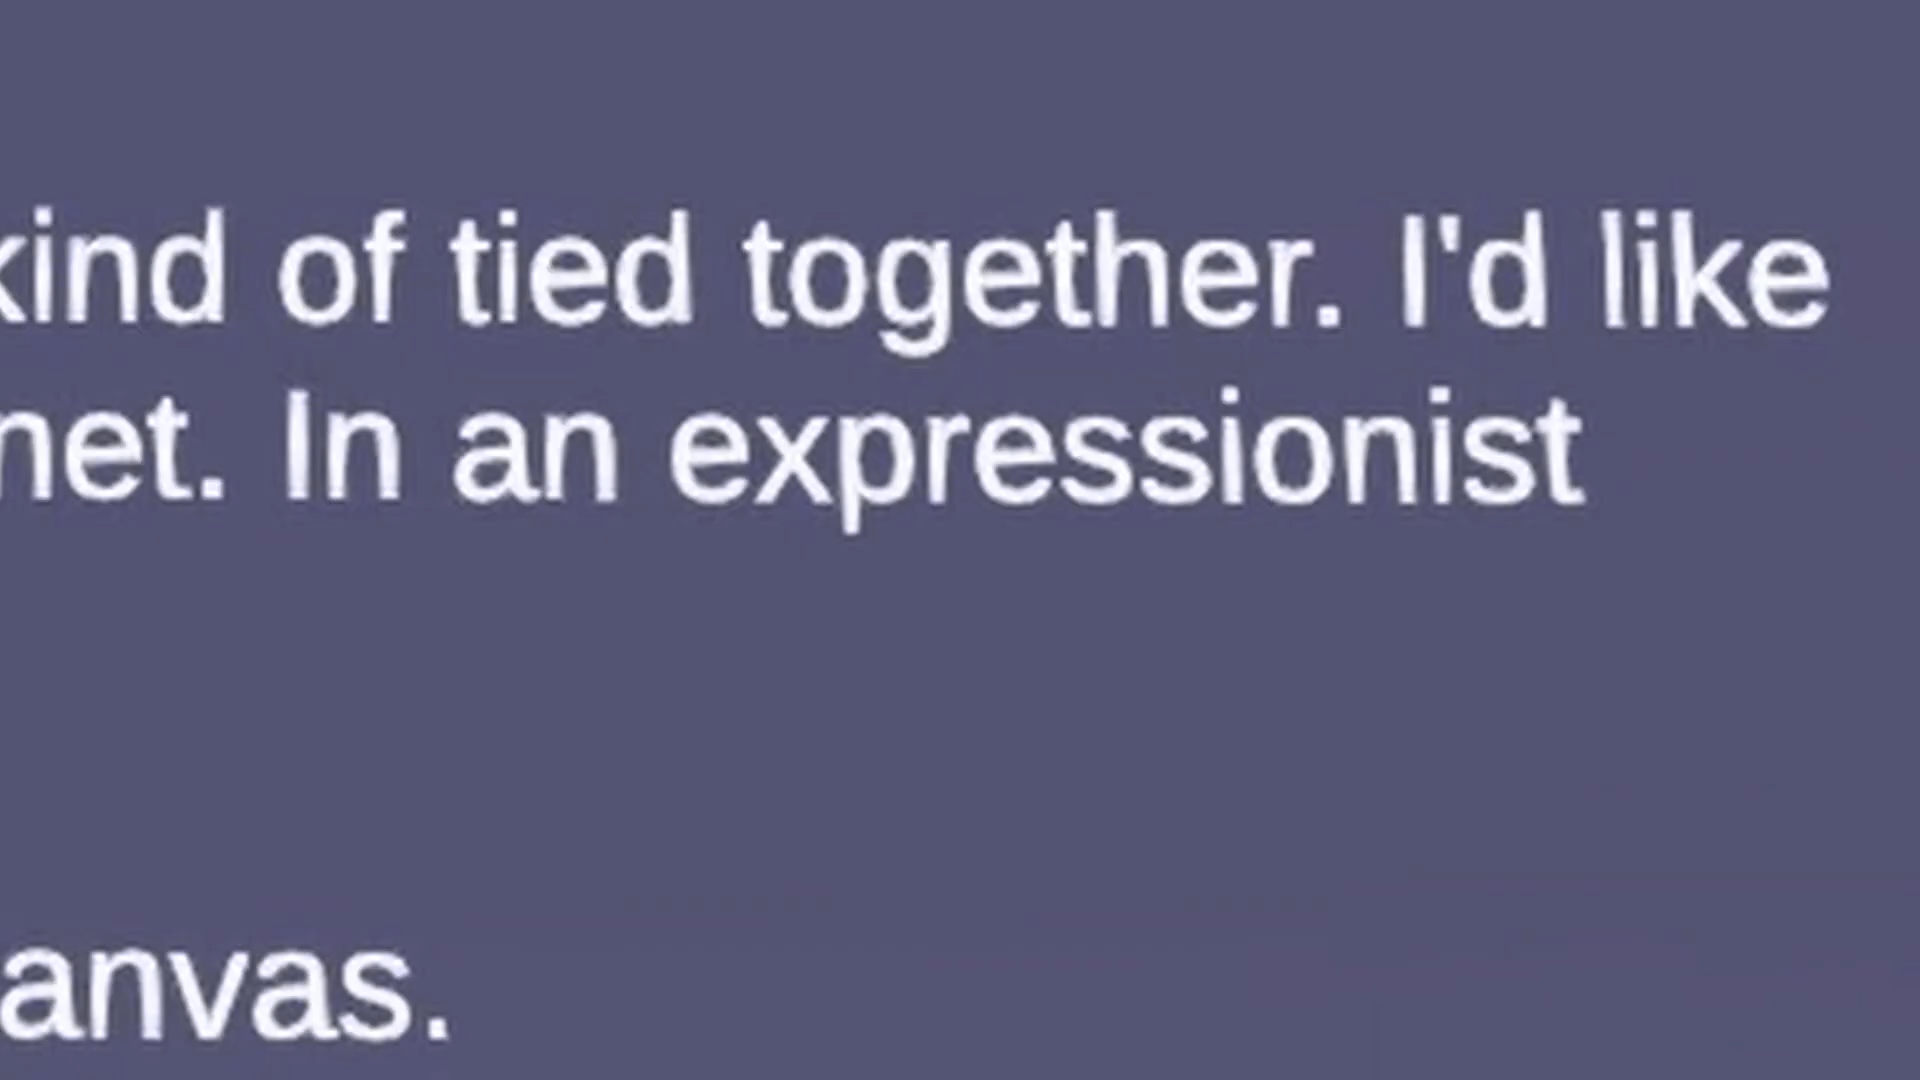 kind of tied together. I'd like
net. In an expressionist
anvas.